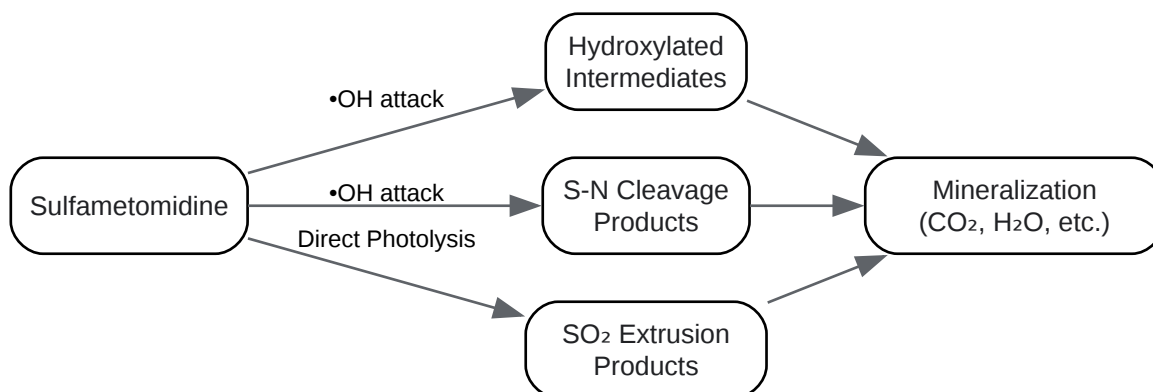 Hydroxylated
Intermediates
•OH attack
Sulfametomidine
•OH attack
S-N Cleavage
Products
Mineralization
(CO₂, H₂O, etc.)
Direct Photolysis
SO₂ Extrusion
Products